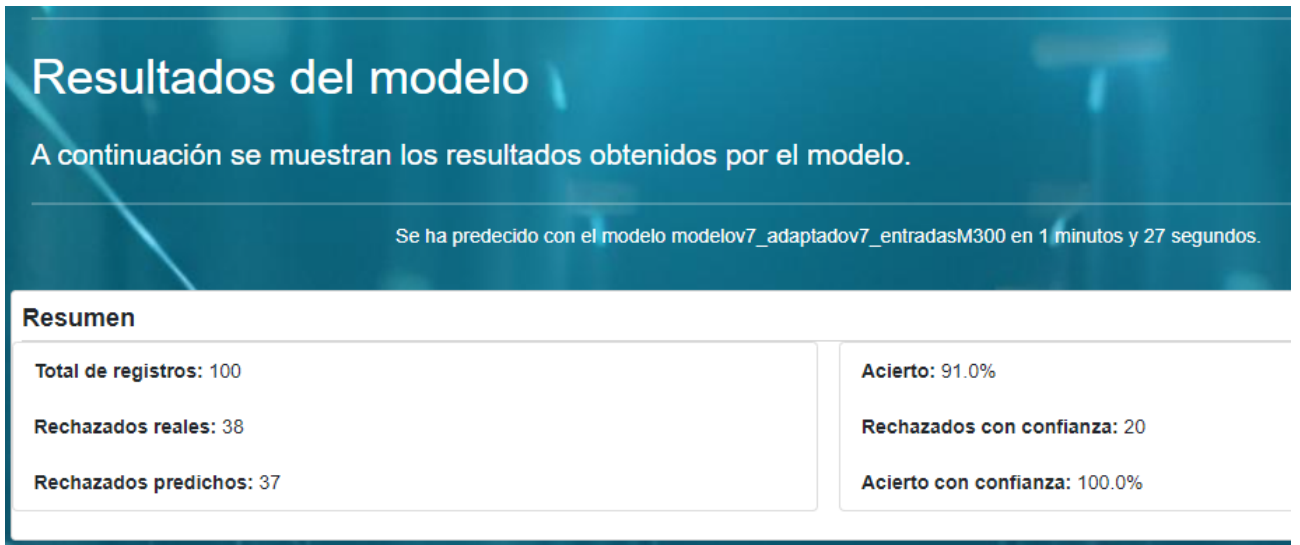 Resultados del modelo
A continuación se muestran los resultados obtenidos por el modelo.
Se ha predecido con el modelo modelov7_adaptadov7_entradasM300 en 1 minutos y 27 segundos.
Resumen
Total de registros: 100
Rechazados reales: 38
Rechazados predichos: 37
Acierto: 91.0%
Rechazados con confianza: 20
Acierto con confianza: 100.0%